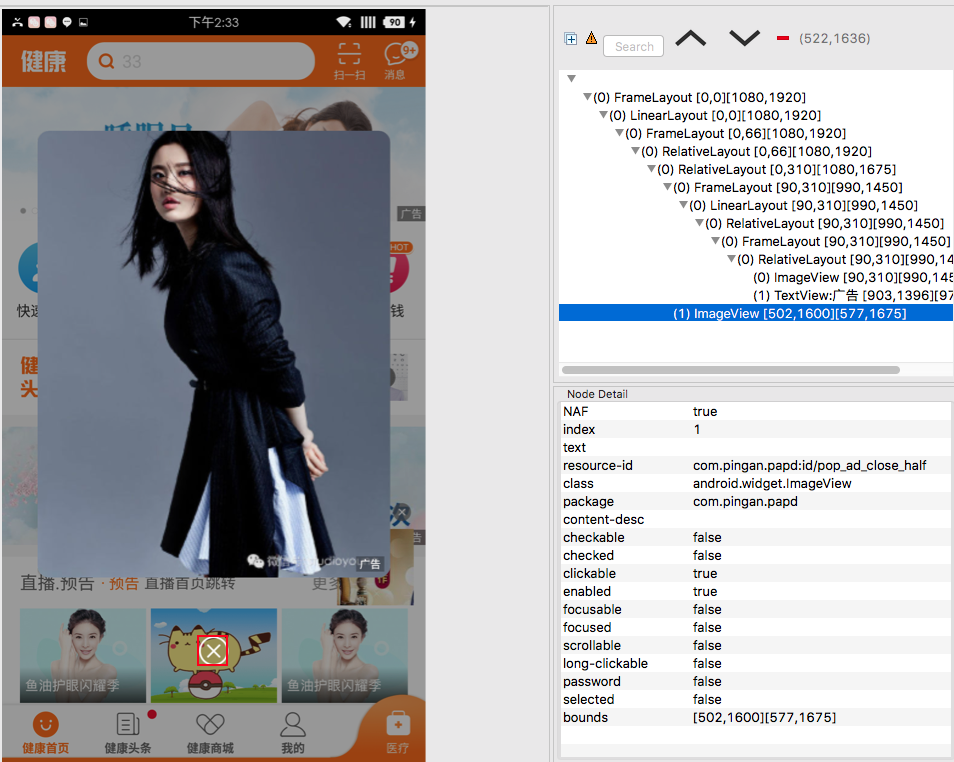 下午2:33
90
健康
33
扫一扫
消息
9+
广告
HOT
快速
钱
健
头
广告
直播.预告·预告 直播首页跳转
更多
鱼油护眼闪耀季
鱼油护眼闪耀季
健康首页
健康头条
健康商城
我的
医疗
Search
(522,1636)
(0) FrameLayout [0,0][1080,1920]
(0) LinearLayout [0,0][1080,1920]
(0) FrameLayout [0,66][1080,1920]
(0) RelativeLayout [0,66][1080,1920]
(0) RelativeLayout [0,310][1080,1675]
(0) FrameLayout [90,310][990,1450]
(0) LinearLayout [90,310][990,1450]
(0) RelativeLayout [90,310][990,1450]
(0) FrameLayout [90,310][990,1450]
(0) RelativeLayout [90,310][990,14
(0) ImageView [90,310][990,145
(1) TextView:广告 [903,1396][97
(1) ImageView [502,1600][577,1675]
Node Detail
NAF true
index 1
text
resource-id com.pingan.papd:id/pop_ad_close_half
class android.widget.ImageView
package com.pingan.papd
content-desc
checkable false
checked false
clickable true
enabled true
focusable false
focused false
scrollable false
long-clickable false
password false
selected false
bounds [502,1600][577,1675]